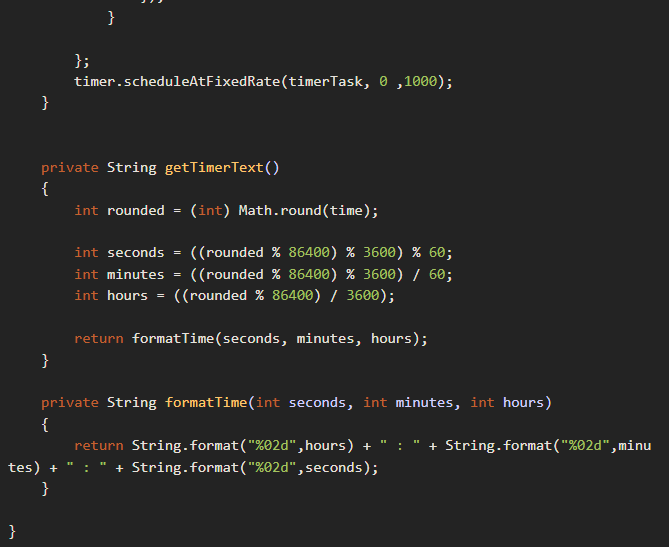 }
};
timer.scheduleAtFixedRate(timerTask, 0 ,1000);
}
private String getTimerText()
{
int rounded = (int) Math.round(time);
int seconds = ((rounded % 86400) % 3600) % 60;
int minutes = ((rounded % 86400) % 3600) / 60;
int hours = ((rounded % 86400) / 3600);
return formatTime(seconds, minutes, hours);
}
private String formatTime(int seconds, int minutes, int hours)
{
return String.format("%02d",hours) + " : " + String.format("%02d",minu
tes) + " : " + String.format("%02d",seconds);
}
}